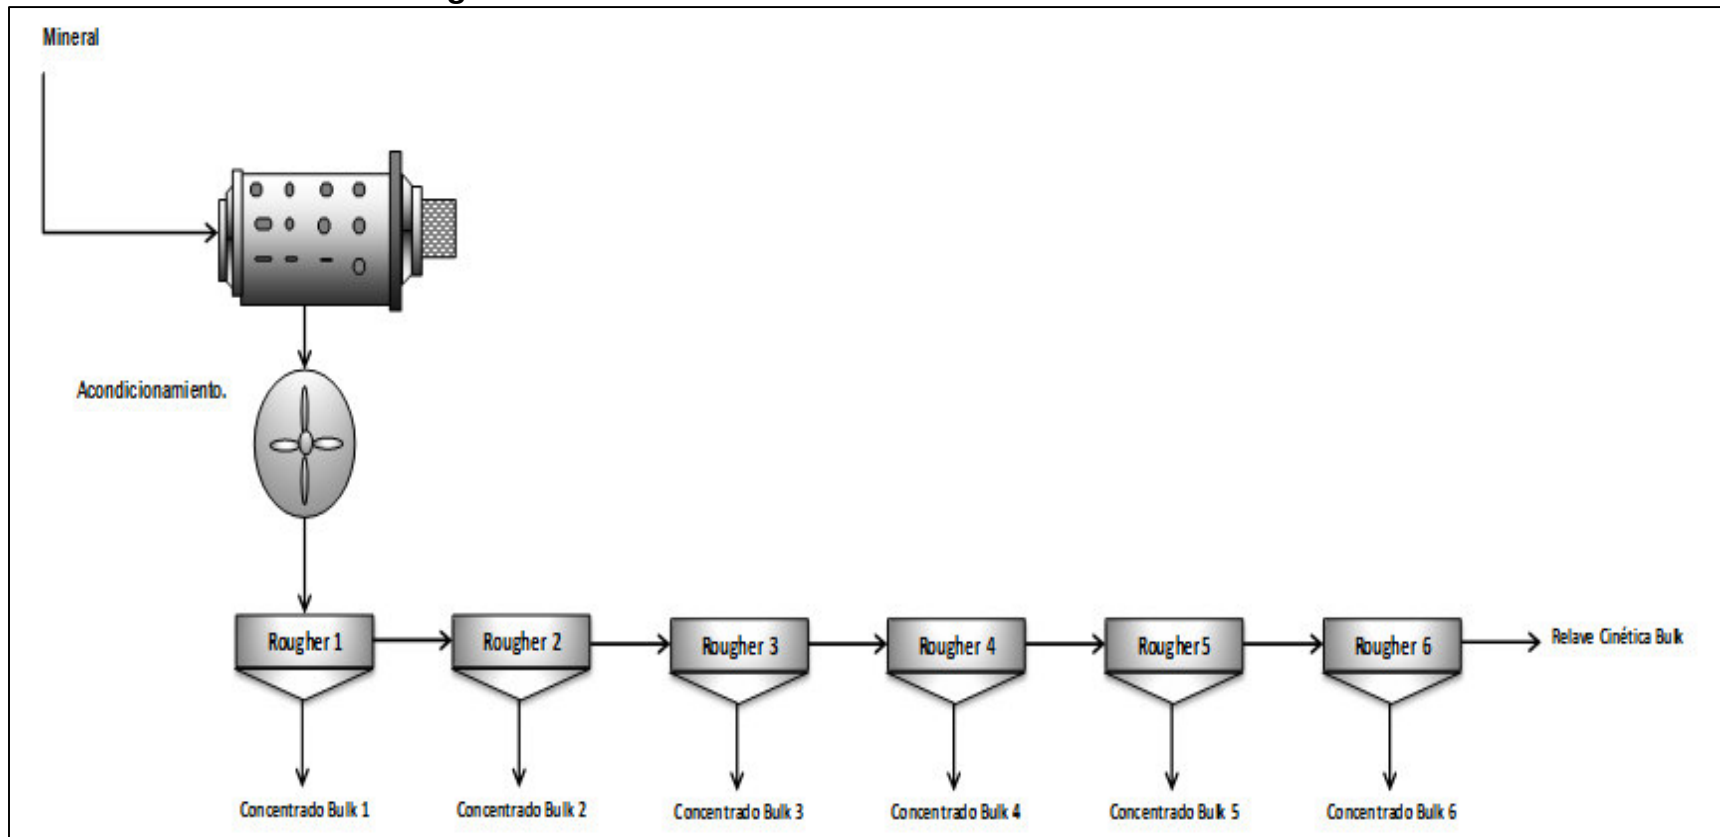 Mineral
Acondicionamiento.
Rougher 1
Rougher 2
Rougher 3
Rougher 4
Rougher5
Rougher 6
Relave Cinética Bulk
Concentrado Bulk 1
Concentrado Bulk 2
Concentrado Bulk 3
Concentrado Bulk 4
Concentrado Bulk 5
Concentrado Bulk 6